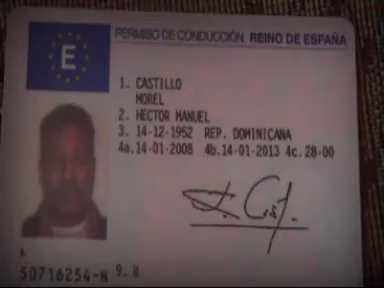 E
PERMISO DE CONDUCCIÓN REINO DE ESPAÑA
1. CASTILLO
MOREL
2. HECTOR MANUEL
3. 14-12-1952 REP. DOMINICANA
4a.14-01-2008 4b.14-01-2013 4c.28-00
50716254-N 9. B